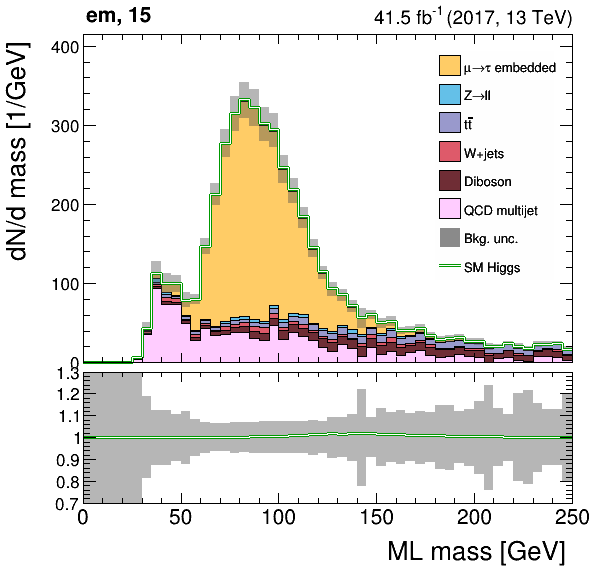 em, 15
41.5 fb⁻¹ (2017, 13 TeV)
dN/d mass [1/GeV]
400
300
200
100
0
μ→τ embedded
Z→ll
tt̅
W+jets
Diboson
QCD multijet
Bkg. unc.
SM Higgs
1.3
1.2
1.1
1
0.9
0.8
0.7
0 50 100 150 200 250
ML mass [GeV]